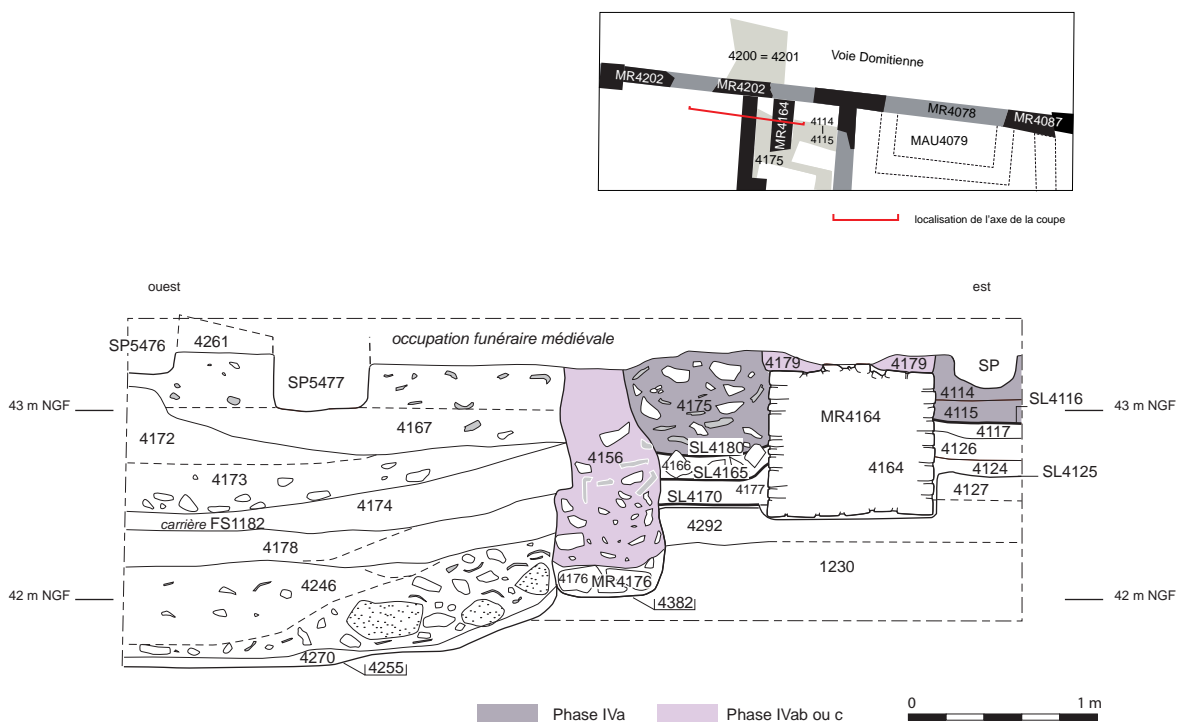 Voie Domitienne
4200 = 4201
MR4202
MR4202
MR4164
4114
4115
4175
MR4078
MR4087
MAU4079
localisation de l'axe de la coupe
ouest
est
SP5476
4261
occupation funéraire médiévale
SP5477
4179
4179
SP
43 m NGF
4172
4167
4175
MR4164
4114
SL4116
43 m NGF
4115
4117
4156
SL4180
4126
4166
SL4165
4164
4124
SL4125
4173
4174
SL4170
4177
4127
carrière FS1182
4292
4178
1230
4246
4176
MR4176
42 m NGF
4382
42 m NGF
4270
4255
Phase IVa
Phase IVab ou c
0
1 m